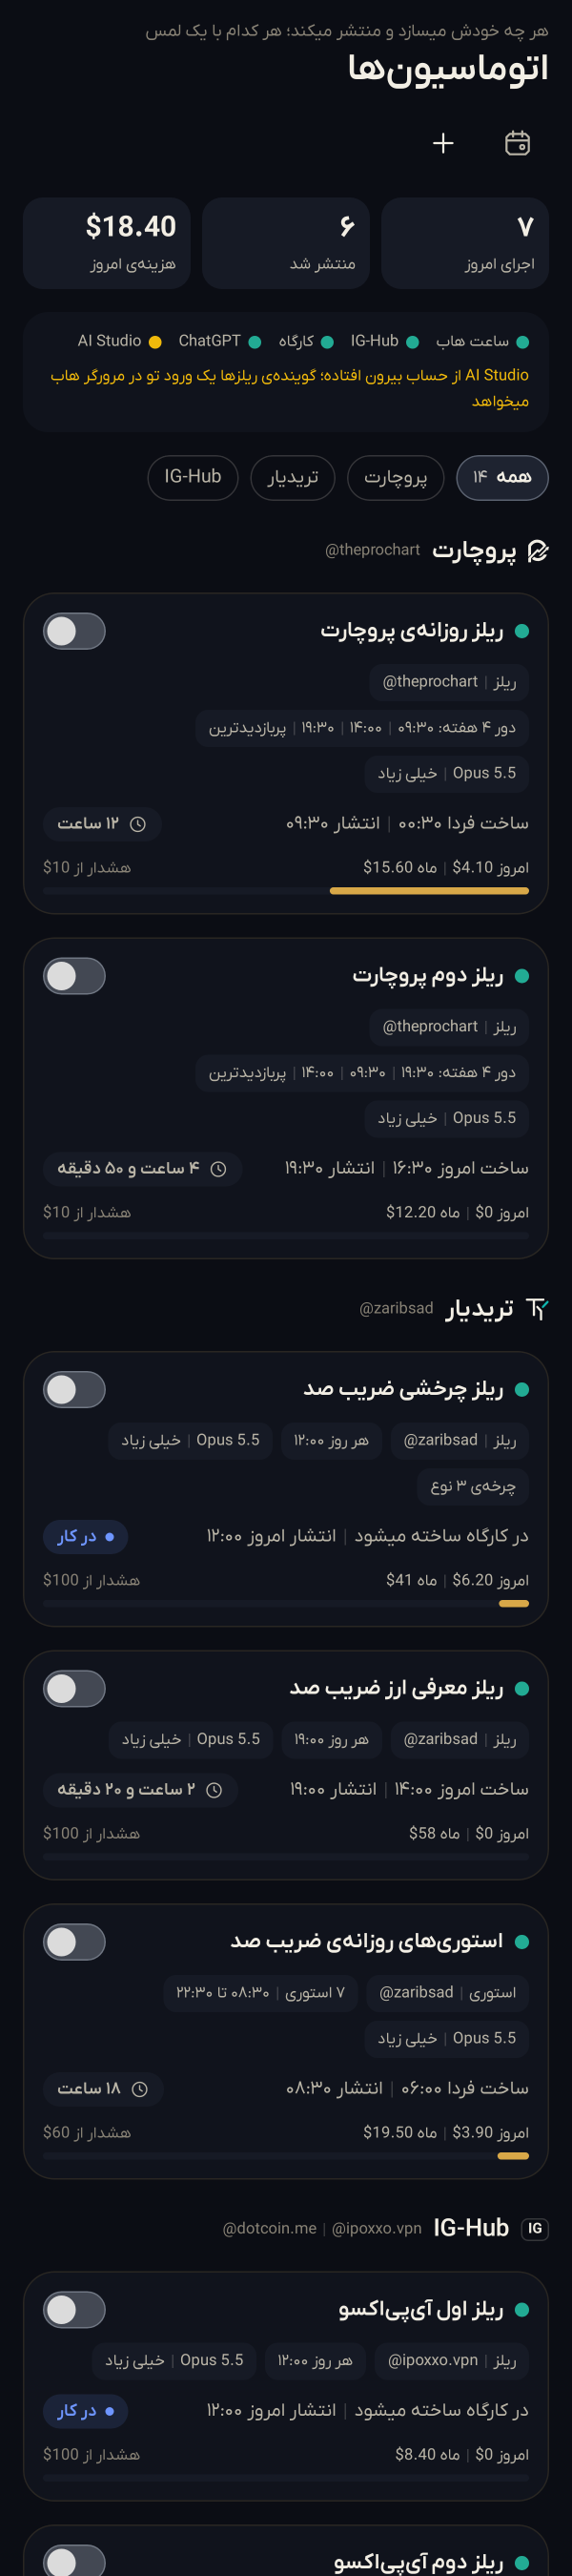 هر چه خودش میسازد و منتشر میکند؛ هر کدام با یک لمس
اتوماسیون‌ها
۷
اجرای امروز
۶
منتشر شد
$18.40
هزینه‌ی امروز
ساعت هاب
IG-Hub
کارگاه
ChatGPT
AI Studio
AI Studio از حساب بیرون افتاده؛ گوینده‌ی ریلزها یک ورود تو در مرورگر هاب
میخواهد
همه ۱۴
پروچارت
تریدیار
IG-Hub
پروچارت @theprochart
ریلز روزانه‌ی پروچارت
ریلز | @theprochart
دور ۴ هفته: ۰۹:۳۰ | ۱۴:۰۰ | ۱۹:۳۰ | پربازدیدترین
Opus 5.5 | خیلی زیاد
ساخت فردا ۰۰:۳۰ | انتشار ۰۹:۳۰
۱۲ ساعت
امروز $4.10 | ماه $15.60
هشدار از $10
ریلز دوم پروچارت
ریلز | @theprochart
دور ۴ هفته: ۱۹:۳۰ | ۰۹:۳۰ | ۱۴:۰۰ | پربازدیدترین
Opus 5.5 | خیلی زیاد
ساخت امروز ۱۶:۳۰ | انتشار ۱۹:۳۰
۴ ساعت و ۵۰ دقیقه
امروز $0 | ماه $12.20
هشدار از $10
تریدیار @zaribsad
ریلز چرخشی ضریب صد
ریلز | @zaribsad
هر روز ۱۲:۰۰
Opus 5.5 | خیلی زیاد
چرخه‌ی ۳ نوع
در کارگاه ساخته میشود | انتشار امروز ۱۲:۰۰
در کار
امروز $6.20 | ماه $41
هشدار از $100
ریلز معرفی ارز ضریب صد
ریلز | @zaribsad
هر روز ۱۹:۰۰
Opus 5.5 | خیلی زیاد
ساخت امروز ۱۴:۰۰ | انتشار ۱۹:۰۰
۲ ساعت و ۲۰ دقیقه
امروز $0 | ماه $58
هشدار از $100
استوری‌های روزانه‌ی ضریب صد
استوری | @zaribsad
۷ استوری | ۰۸:۳۰ تا ۲۲:۳۰
Opus 5.5 | خیلی زیاد
ساخت فردا ۰۶:۰۰ | انتشار ۰۸:۳۰
۱۸ ساعت
امروز $3.90 | ماه $19.50
هشدار از $60
IG IG-Hub @ipoxxo.vpn | @dotcoin.me
ریلز اول آی‌پی‌اکسو
ریلز | @ipoxxo.vpn
هر روز ۱۲:۰۰
Opus 5.5 | خیلی زیاد
در کارگاه ساخته میشود | انتشار امروز ۱۲:۰۰
در کار
امروز $0 | ماه $8.40
هشدار از $100
ریلز دوم آی‌پی‌اکسو